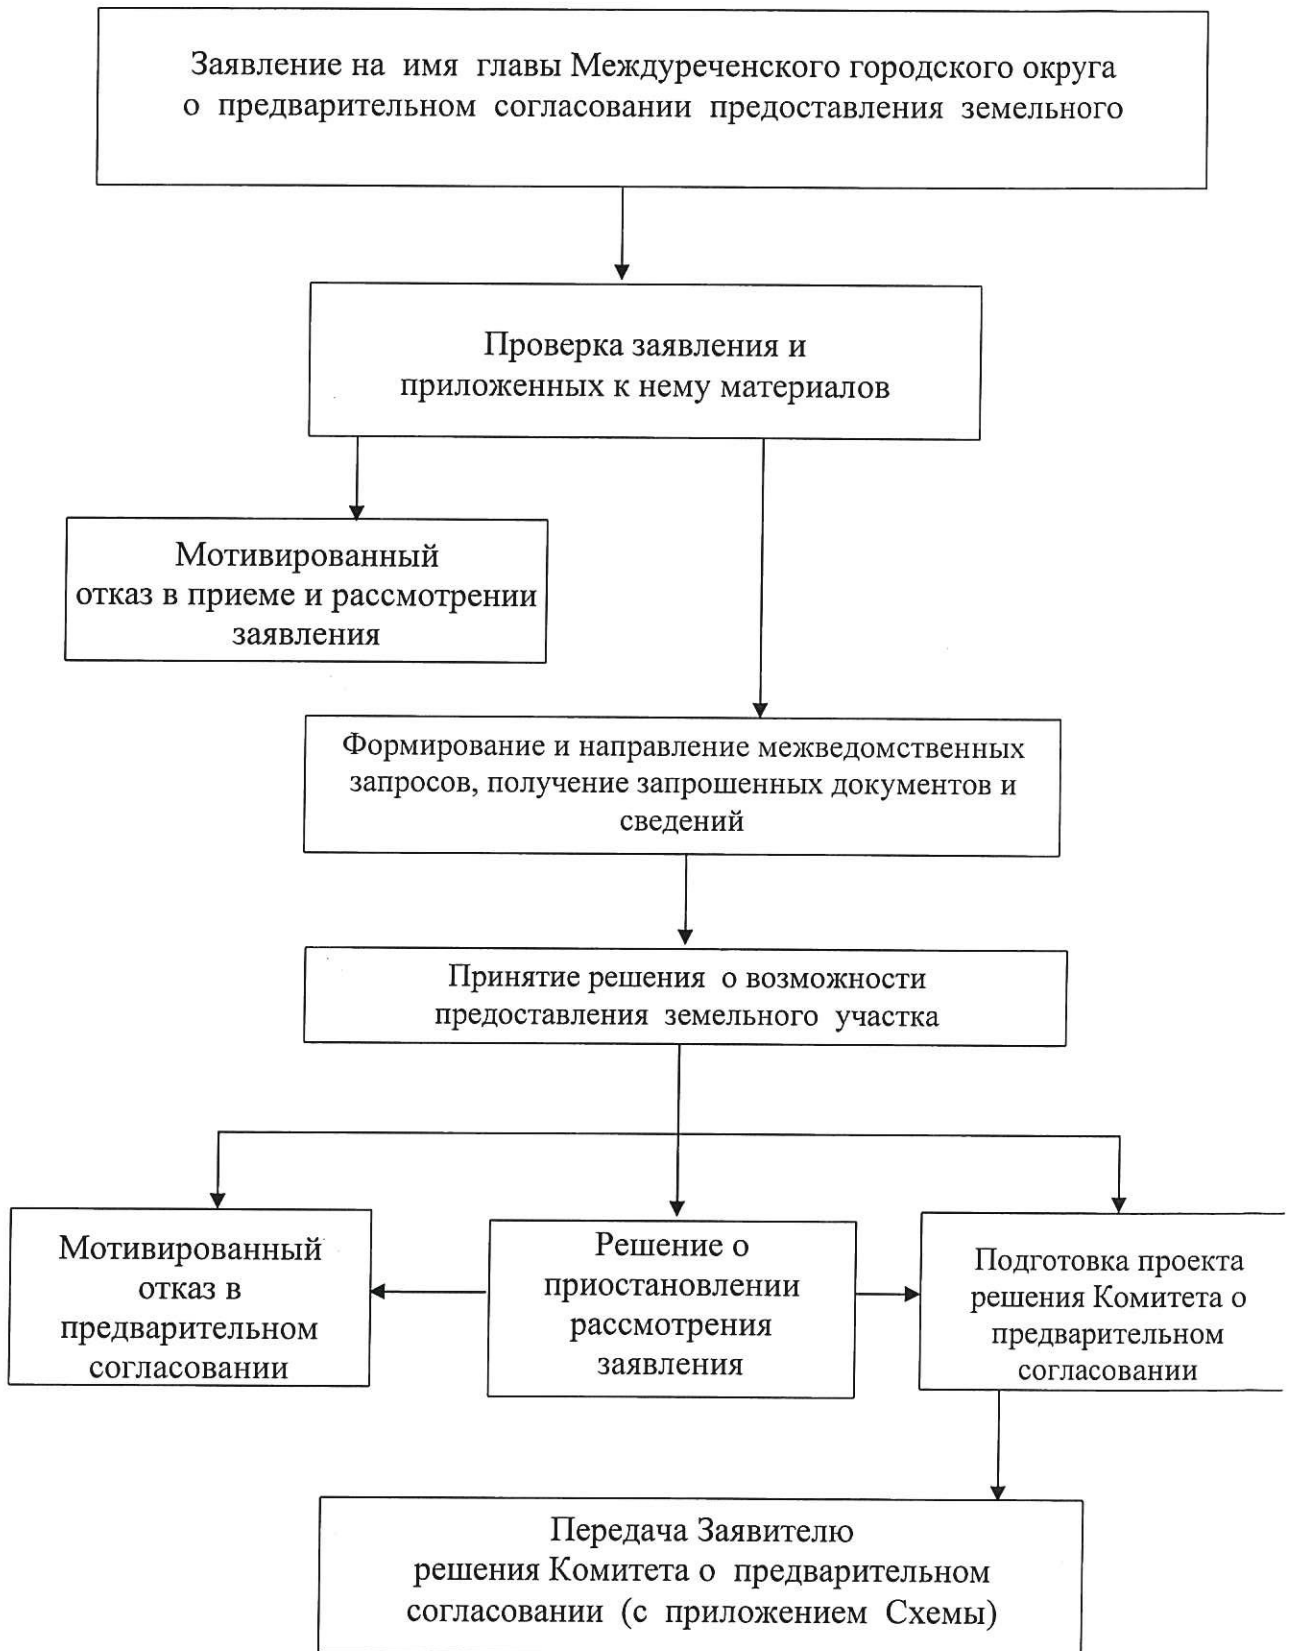 Заявление на имя главы Междуреченского городского округа
о предварительном согласовании предоставления земельного
Проверка заявления и
приложенных к нему материалов
Мотивированный
отказ в приеме и рассмотрении
заявления
Формирование и направление межведомственных
запросов, получение запрошенных документов и
сведений
Принятие решения о возможности
предоставления земельного участка
Мотивированный
отказ в
предварительном
согласовании
Решение о
приостановлении
рассмотрения
заявления
Подготовка проекта
решения Комитета о
предварительном
согласовании
Передача Заявителю
решения Комитета о предварительном
согласовании (с приложением Схемы)